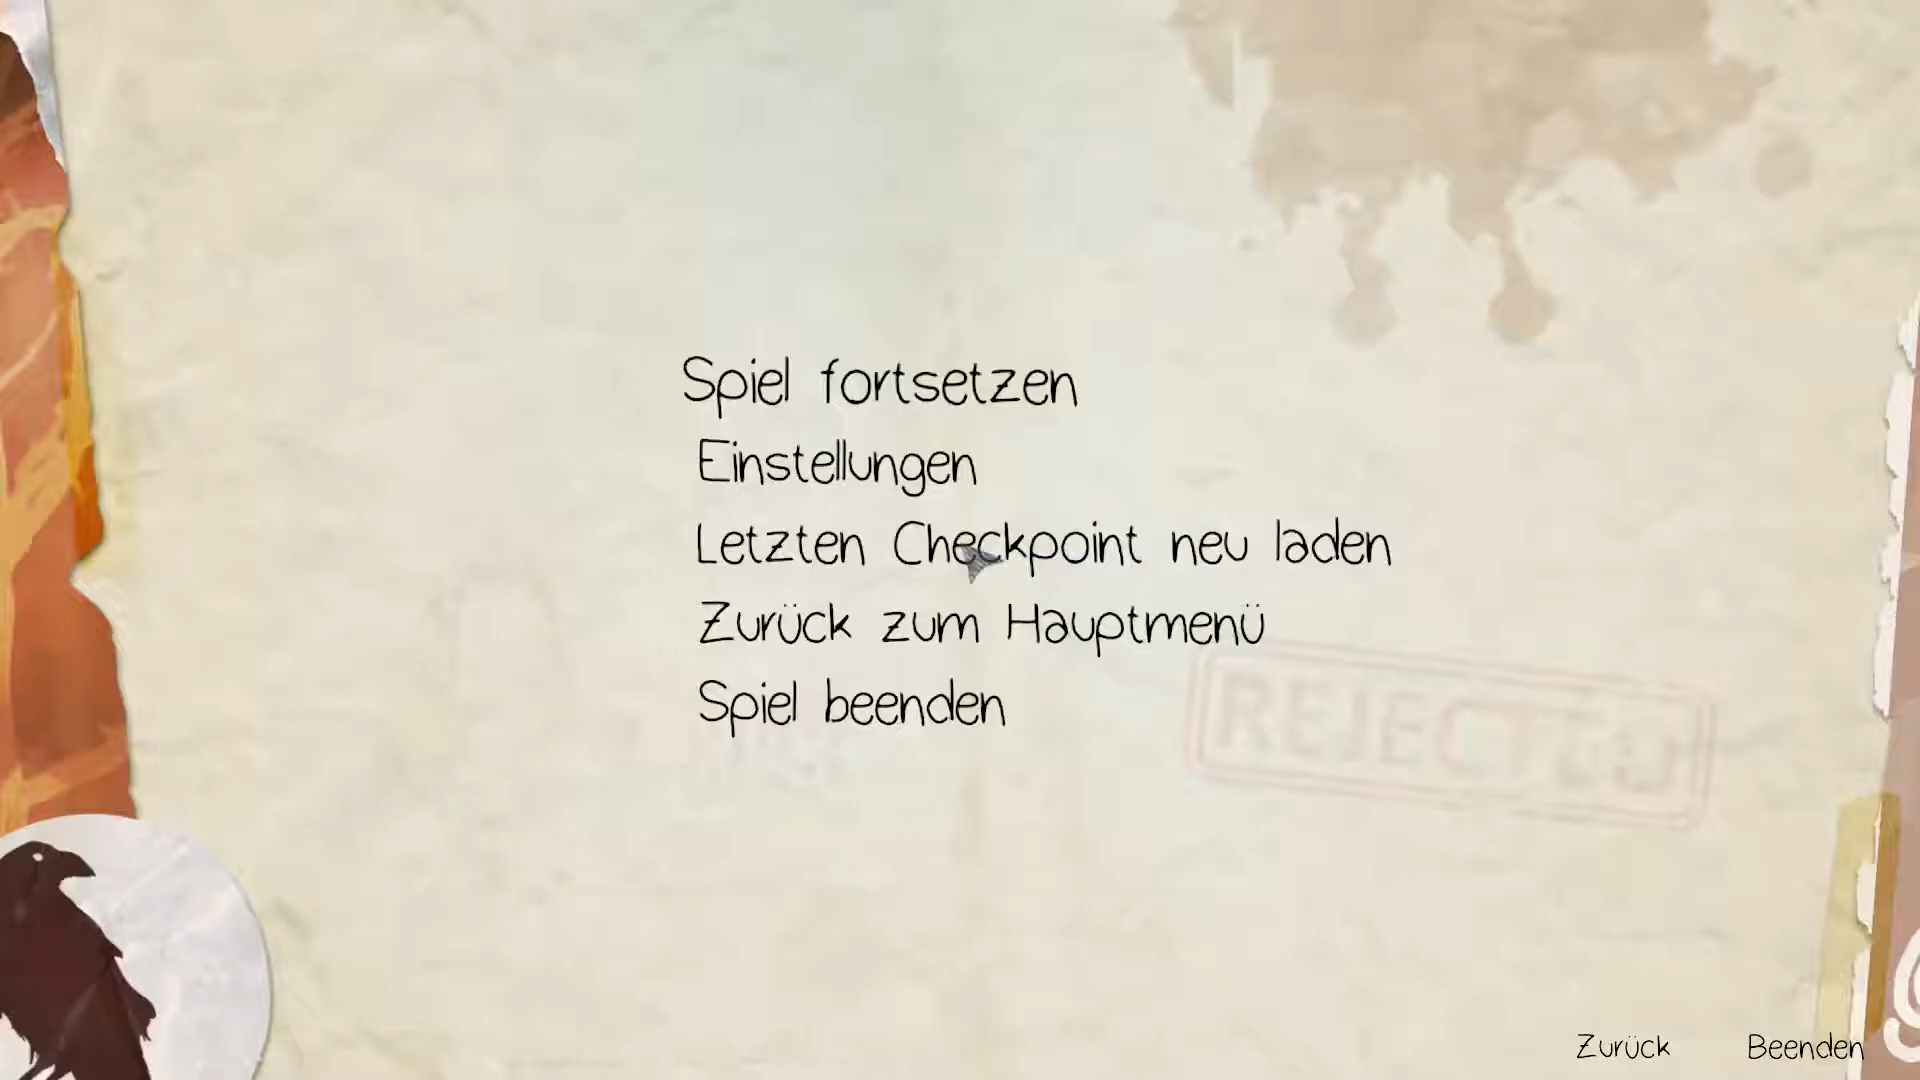 Spiel fortsetzen
Einstellungen
Letzten Checkpoint neu laden
Zurück zum Hauptmenü
Spiel beenden
REJECTED
Zurück
Beenden